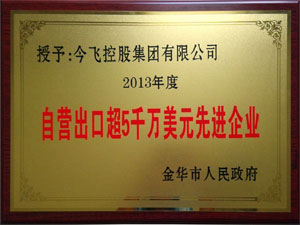 授予:今飞控股集团有限公司
2013年度
自营出口超5千万美元先进企业
金华市人民政府